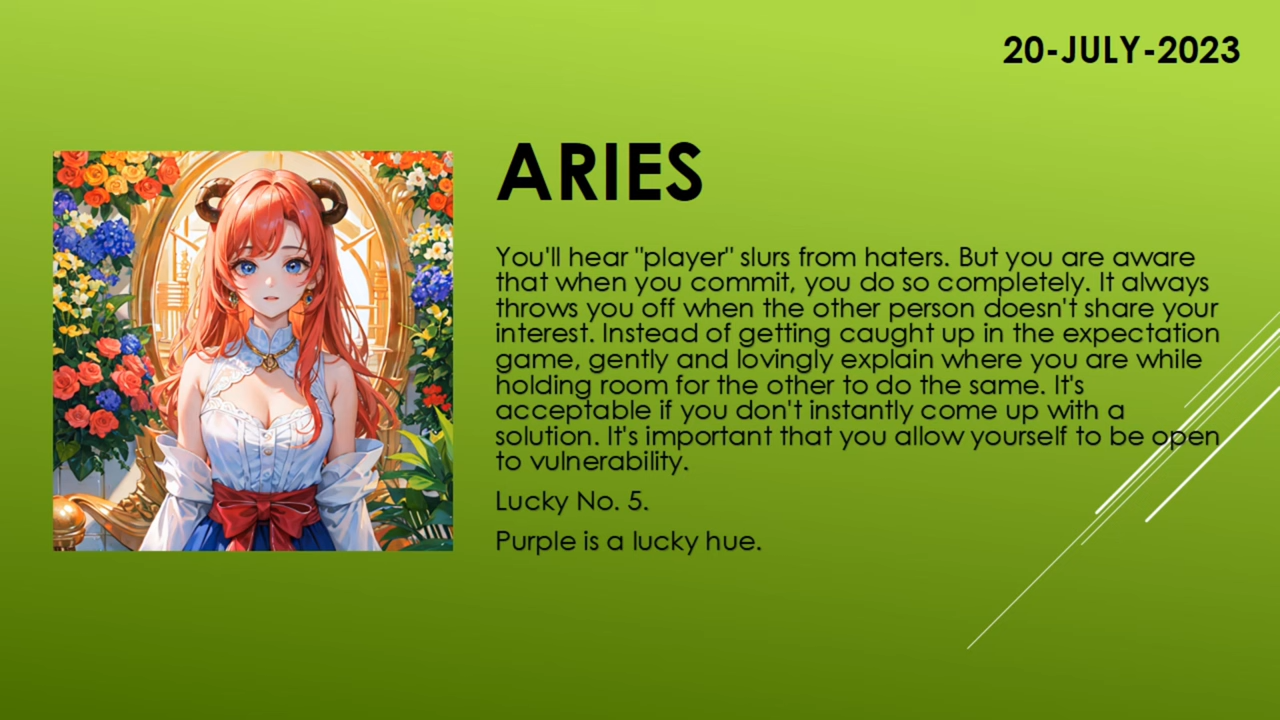 20-JULY-2023
ARIES
You'll hear "player" slurs from haters. But you are aware
that when you commit, you do so completely. It always
throws you off when the other person doesn't share your
interest. Instead of getting caught up in the expectation
game, gently and lovingly explain where you are while
holding room for the other to do the same. It's
acceptable if you don't instantly come up with a
solution. It's important that you allow yourself to be open
to vulnerability.
Lucky No. 5.
Purple is a lucky hue.